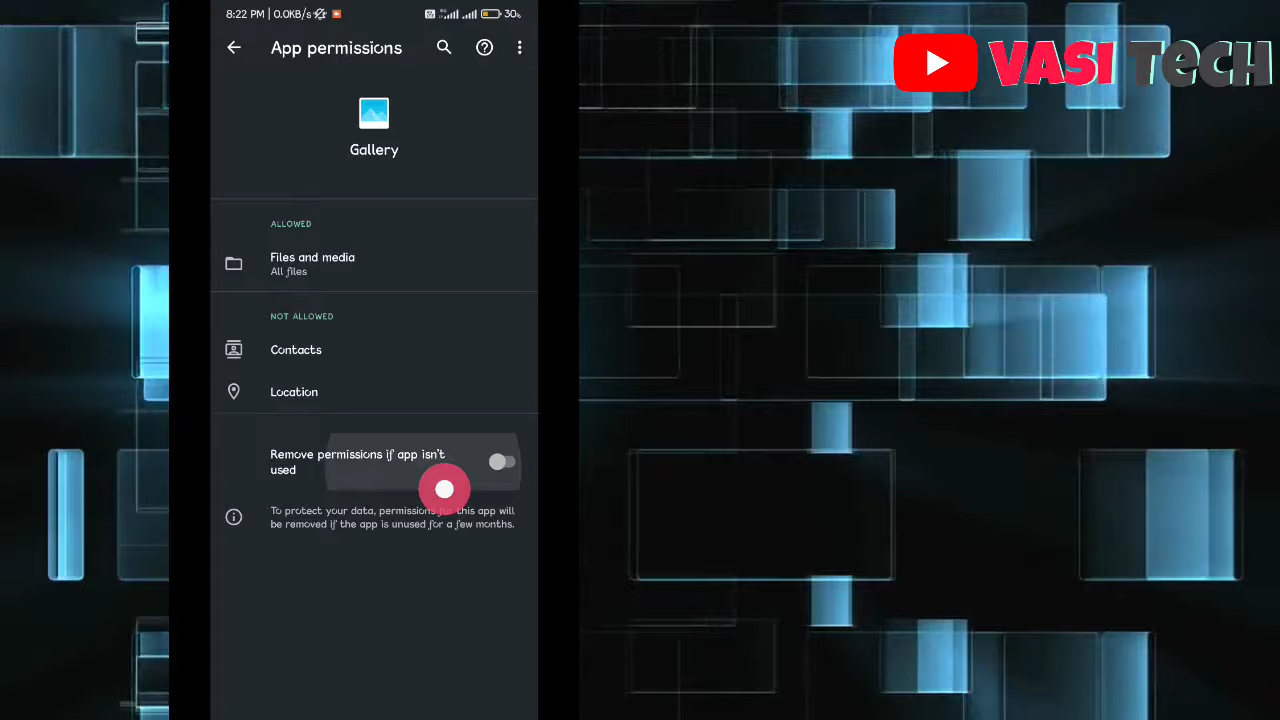 8:22 PM | 0.0KB/s
30%
App permissions
VASI TECH
Gallery
ALLOWED
Files and media
All files
NOT ALLOWED
Contacts
Location
Remove permissions if app isn't
used
To protect your data, permissions for this app will
be removed if the app is unused for a few months.